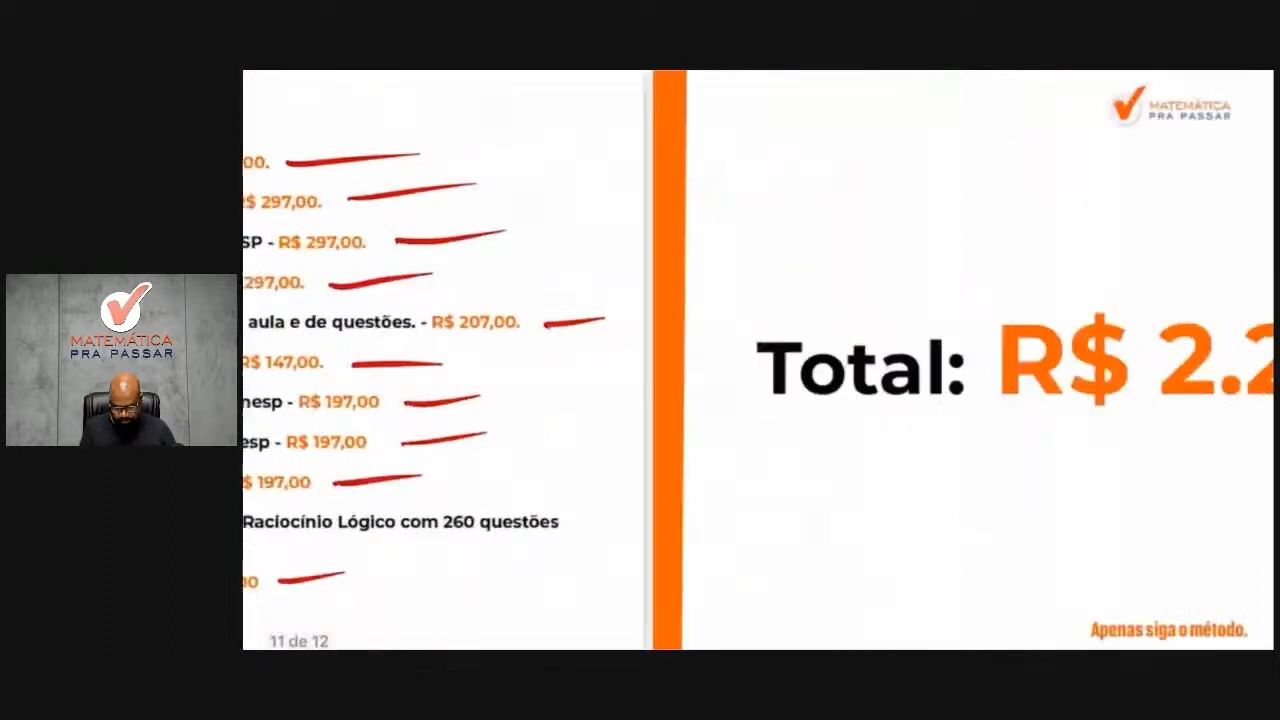 MATEMÁTICA
PRA PASSAR
00.
R$ 297,00.
SP - R$ 297,00.
297,00.
aula e de questões. - R$ 207,00.
R$ 147,00.
nesp - R$ 197,00
esp - R$ 197,00
$ 197,00
Raciocínio Lógico com 260 questões
00
11 de 12
MATEMÁTICA
PRA PASSAR
Total: R$ 2.2
Apenas siga o método.